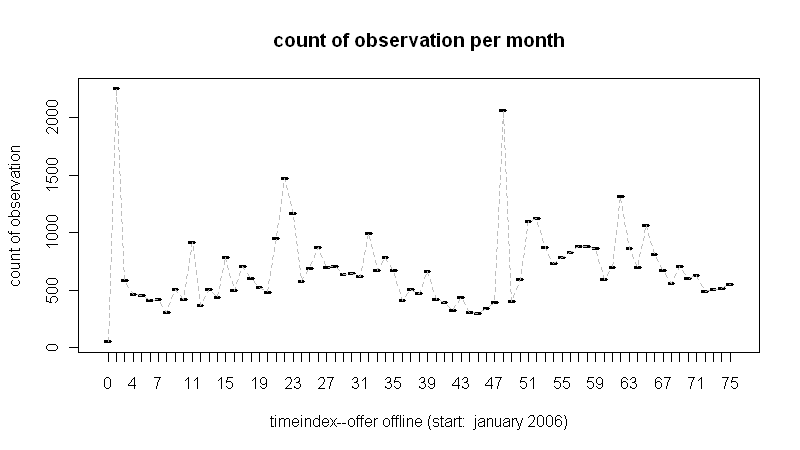 count of observation per month
count of observation
2000
1500
1000
500
0
0 4 7 11 15 19 23 27 31 35 39 43 47 51 55 59 63 67 71 75
timeindex--offer offline (start: january 2006)